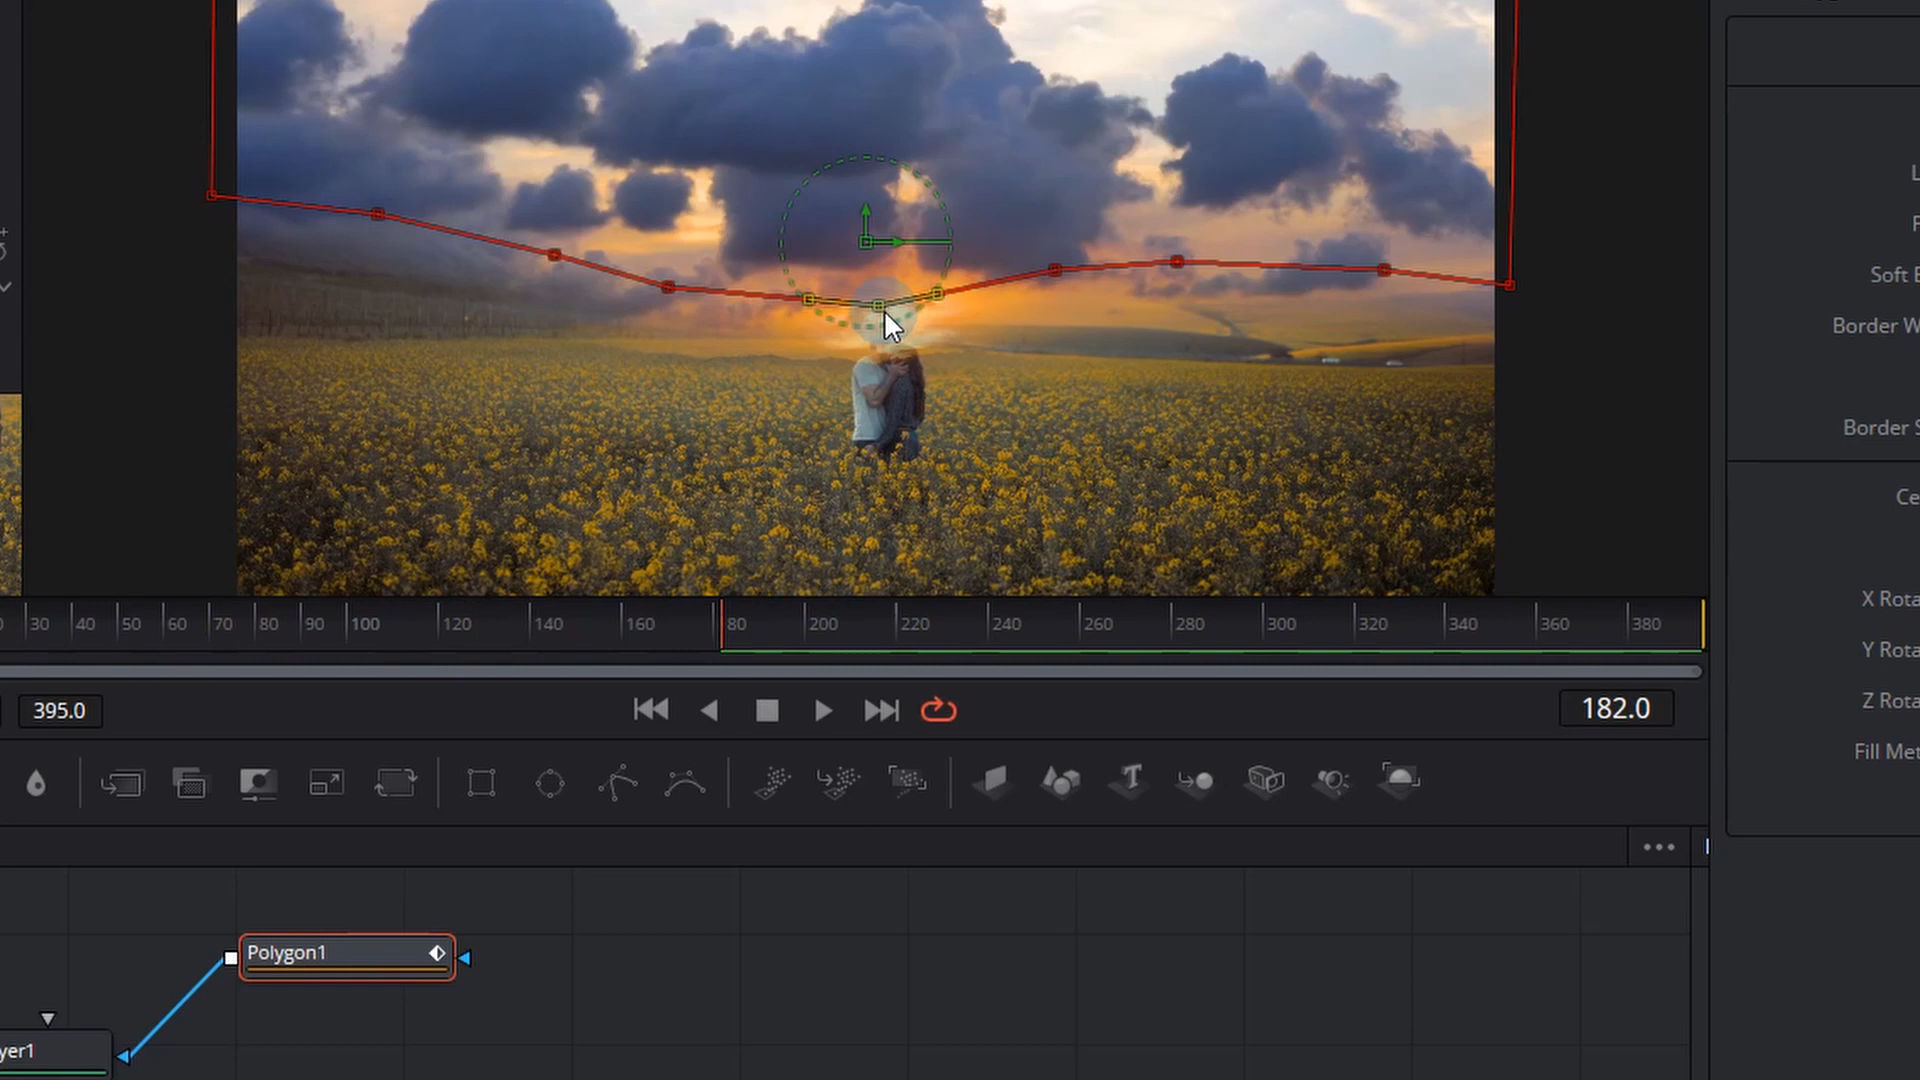 L
F
Soft E
Border W
Border S
Ce
X Rota
Y Rota
Z Rota
Fill Met
0 30 40 50 60 70 80 90 100 120 140 160 80 200 220 240 260 280 300 320 340 360 380
395.0 182.0
Polygon1
yer1